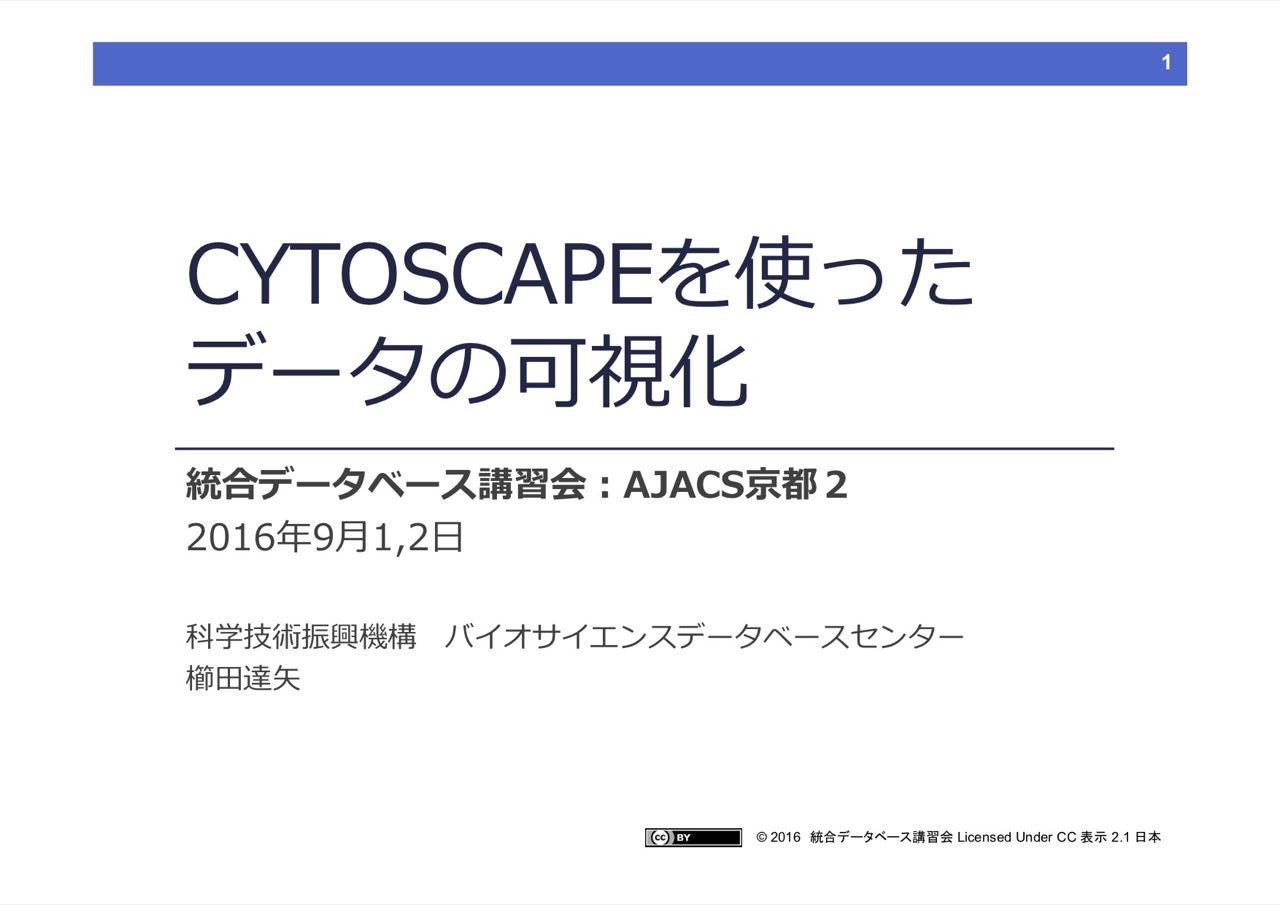 1
CYTOSCAPEを使った
データの可視化
統合データベース講習会：AJACS京都２
2016年9月1,2日
科学技術振興機構　バイオサイエンスデータベースセンター
櫛田達矢
cc BY © 2016 統合データベース講習会 Licensed Under CC 表示 2.1 日本